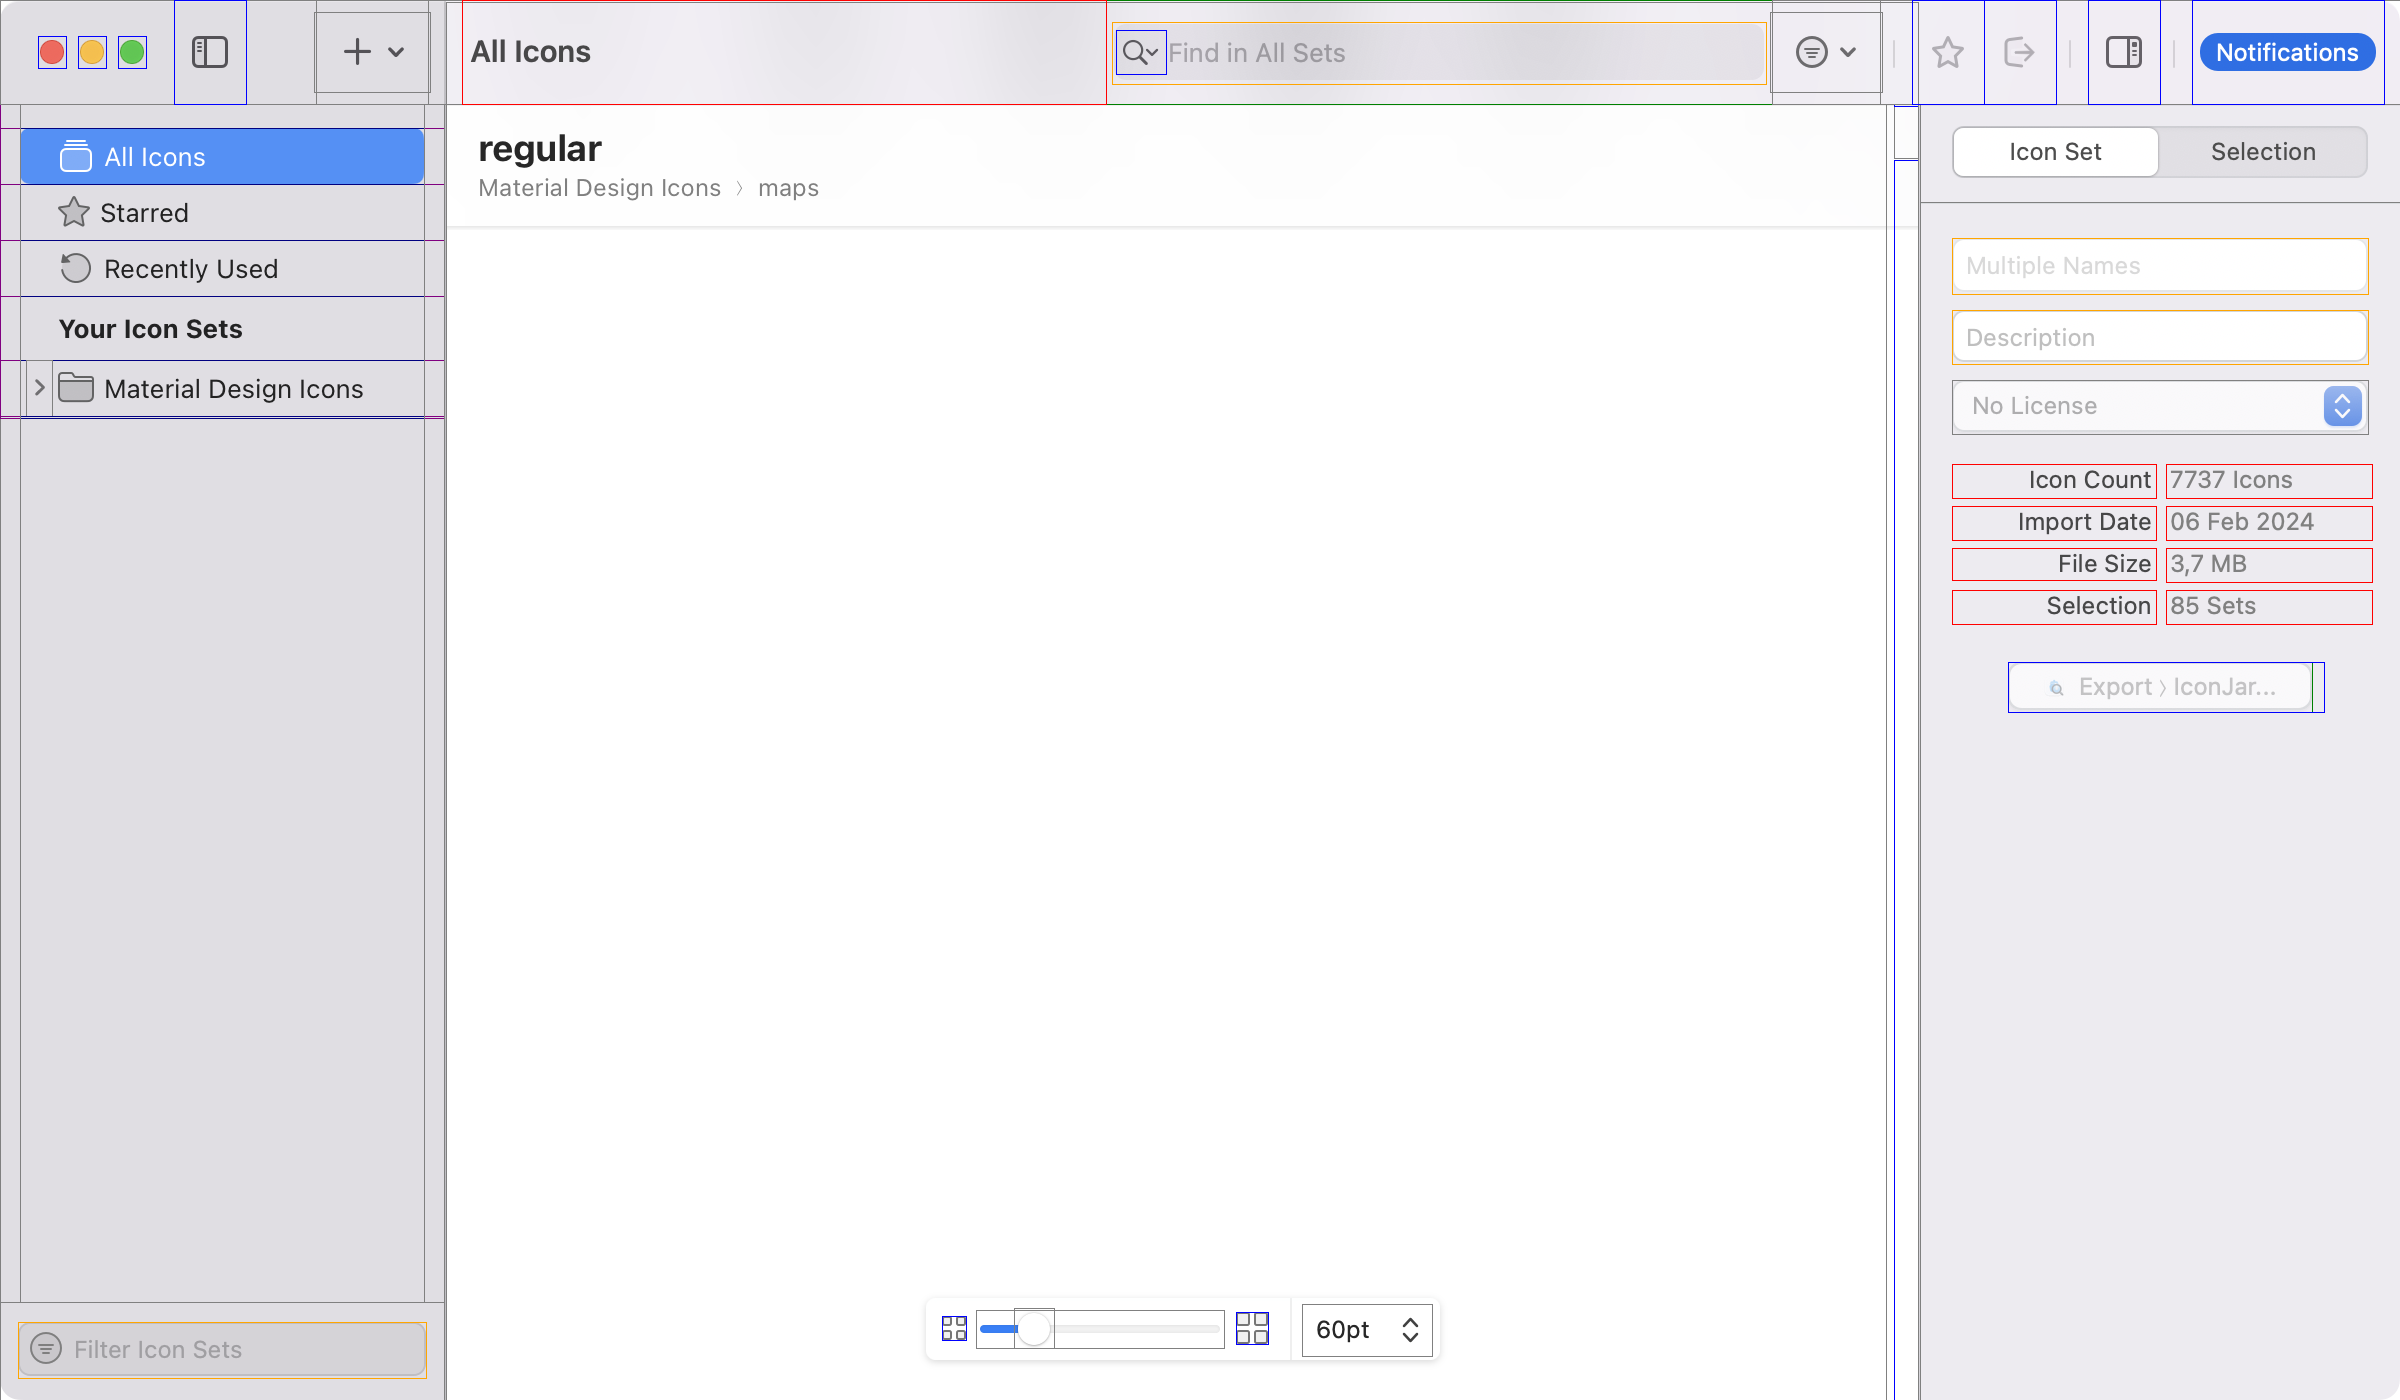 All Icons
Find in All Sets
Notifications
All Icons
Starred
Recently Used
Your Icon Sets
Material Design Icons
Filter Icon Sets
regular
Material Design Icons 〉 maps
60pt
Icon Set
Selection
Multiple Names
Description
No License
Icon Count 7737 Icons
Import Date 06 Feb 2024
File Size 3,7 MB
Selection 85 Sets
Export 〉 IconJar...